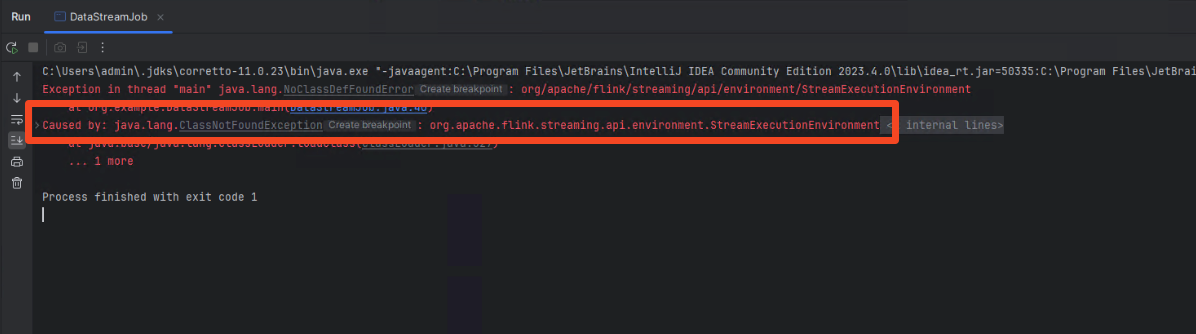 Run
DataStreamJob ×
C:\Users\admin\.jdks\corretto-11.0.23\bin\java.exe "-javaagent:C:\Program Files\JetBrains\IntelliJ IDEA Community Edition 2023.4.0\lib\idea_rt.jar=50335:C:\Program Files\JetBra
Exception in thread "main" java.lang.NoClassDefFoundError Create breakpoint : org/apache/flink/streaming/api/environment/StreamExecutionEnvironment
at org.example.DataStreamJob.main(DataStreamJob.java:48)
Caused by: java.lang.ClassNotFoundException Create breakpoint : org.apache.flink.streaming.api.environment.StreamExecutionEnvironment < internal lines>
at java.base/java.lang.ClassLoader.loadClass(ClassLoader.java:527)
... 1 more
Process finished with exit code 1